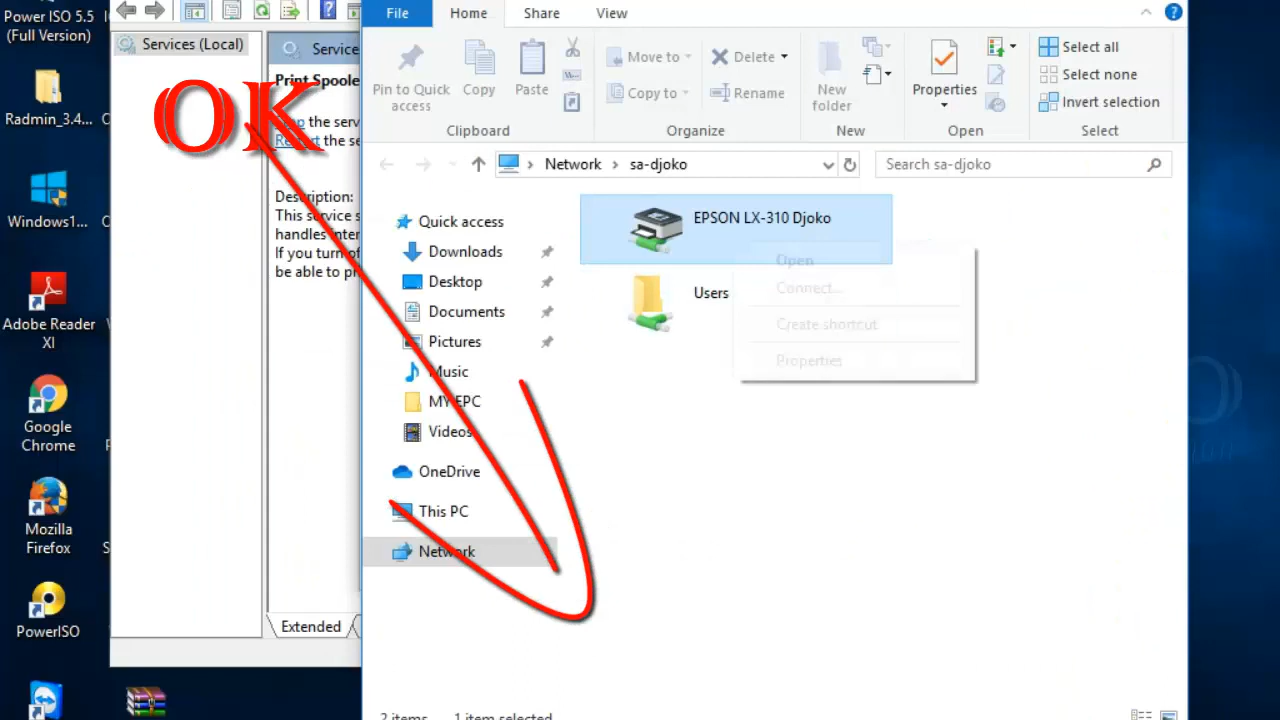 Power ISO 5.5
(Full Version)
Radmin_3.4...
Windows1...
Adobe Reader
XI
Google
Chrome
Mozilla
Firefox
PowerISO
Services (Local)
Service
Print Spoole
the serv
Restart the se
Description:
This service s
handles inter
If you turn of
be able to pr
Extended
OK
File
Home
Share
View
Pin to Quick
access
Copy
Paste
Clipboard
Move to
Copy to
Delete
Rename
Organize
New
folder
New
Properties
Open
Select all
Select none
Invert selection
Select
Network
sa-djoko
Search sa-djoko
Quick access
Downloads
Desktop
Documents
Pictures
Music
MY EPC
Videos
OneDrive
This PC
Network
EPSON LX-310 Djoko
Users
Open
Connect...
Create shortcut
Properties
2 items
1 item selected